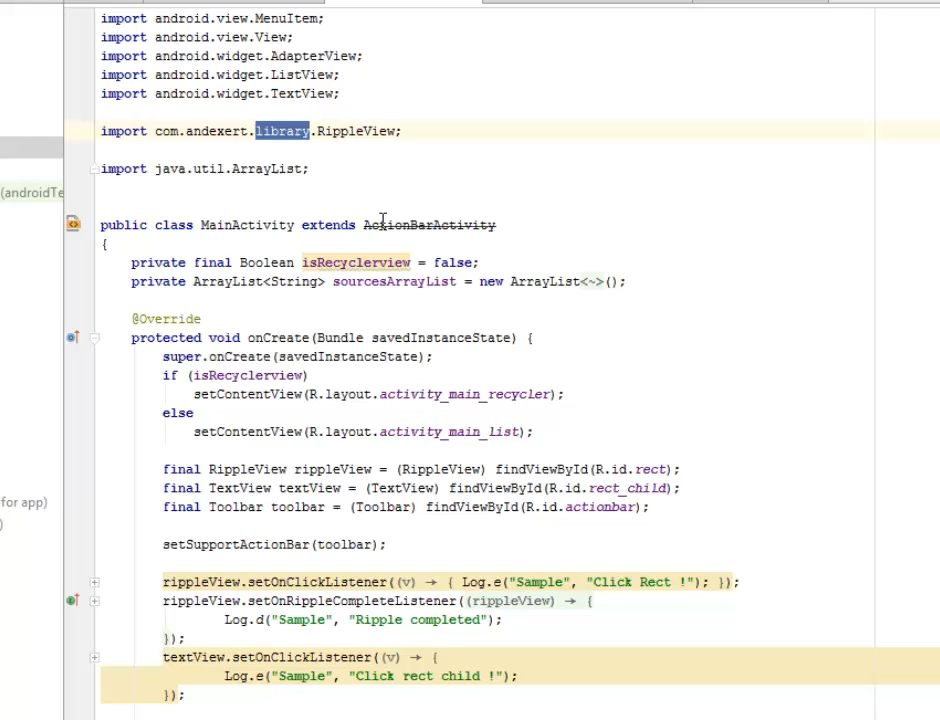 import android.view.MenuItem;
import android.view.View;
import android.widget.AdapterView;
import android.widget.ListView;
import android.widget.TextView;
import com.andexert.library.RippleView;
import java.util.ArrayList;
(androidTe
public class MainActivity extends ActionBarActivity
{
private final Boolean isRecyclerview = false;
private ArrayList<String> sourcesArrayList = new ArrayList<~>();
@Override
protected void onCreate(Bundle savedInstanceState) {
super.onCreate(savedInstanceState);
if (isRecyclerview)
setContentView(R.layout.activity_main_recycler);
else
setContentView(R.layout.activity_main_list);
final RippleView rippleView = (RippleView) findViewById(R.id.rect);
final TextView textView = (TextView) findViewById(R.id.rect_child);
for app)
final Toolbar toolbar = (Toolbar) findViewById(R.id.actionbar);
)
setSupportActionBar(toolbar);
rippleView.setOnClickListener((v) → { Log.e("Sample", "Click Rect !"); });
rippleView.setOnRippleCompleteListener((rippleView) → {
Log.d("Sample", "Ripple completed");
});
textView.setOnClickListener((v) → {
Log.e("Sample", "Click rect child !");
});